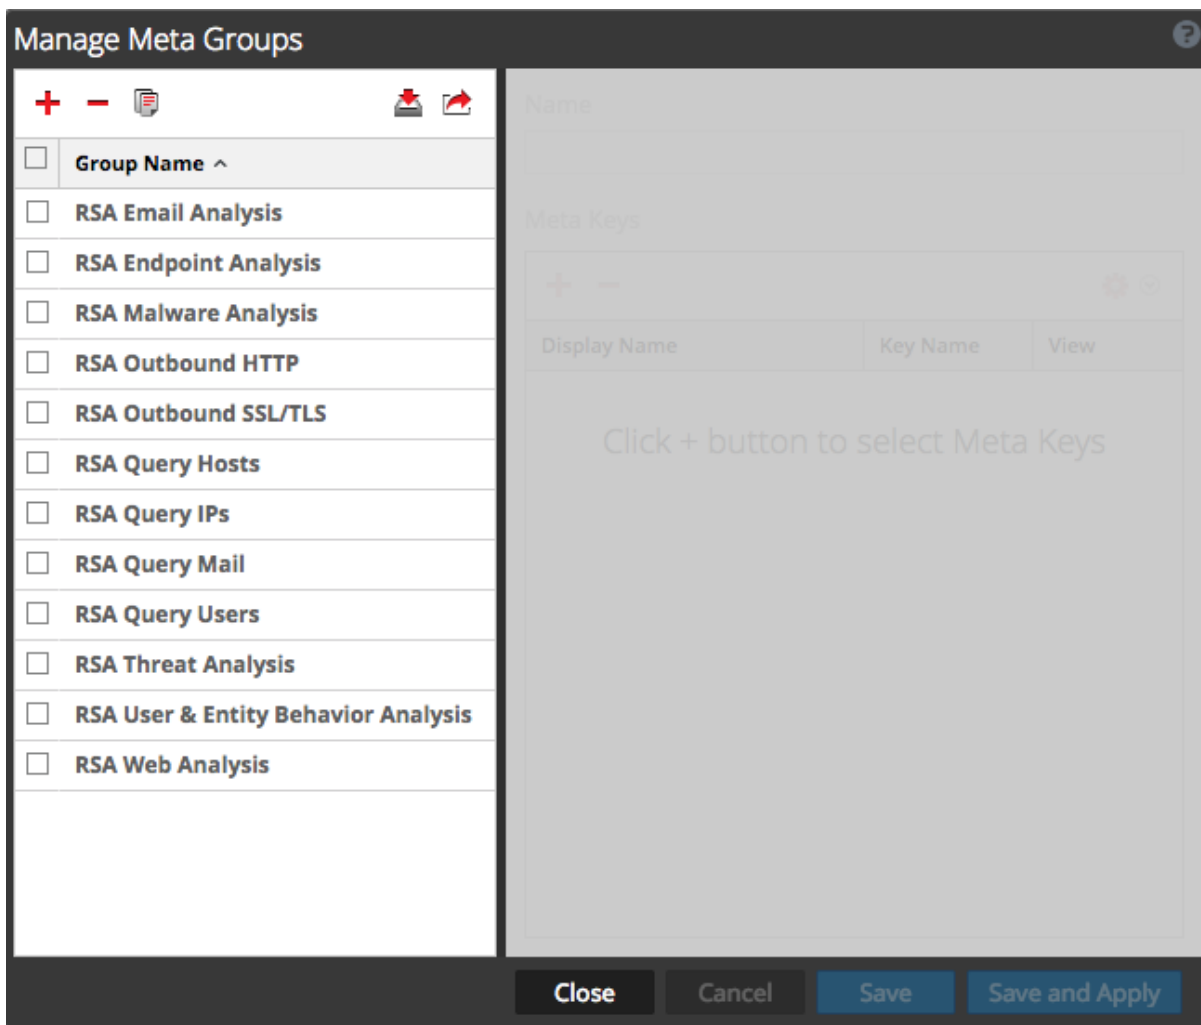 Manage Meta Groups
Group Name
RSA Email Analysis
RSA Endpoint Analysis
RSA Malware Analysis
RSA Outbound HTTP
RSA Outbound SSL/TLS
RSA Query Hosts
RSA Query IPs
RSA Query Mail
RSA Query Users
RSA Threat Analysis
RSA User & Entity Behavior Analysis
RSA Web Analysis
Name
Meta Keys
Display Name Key Name View
Click + button to select Meta Keys
Close Cancel Save Save and Apply